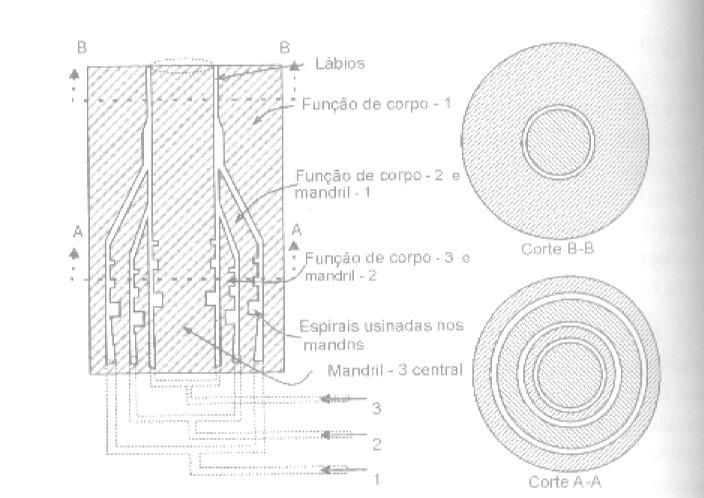 B
B
Lábios
Função de corpo - 1
Função de corpo - 2 e
mandril - 1
A
A
Função de corpo - 3 e
mandril - 2
Espirais usinadas nos
mandris
Mandril - 3 central
3
2
1
Corte B-B
Corte A-A